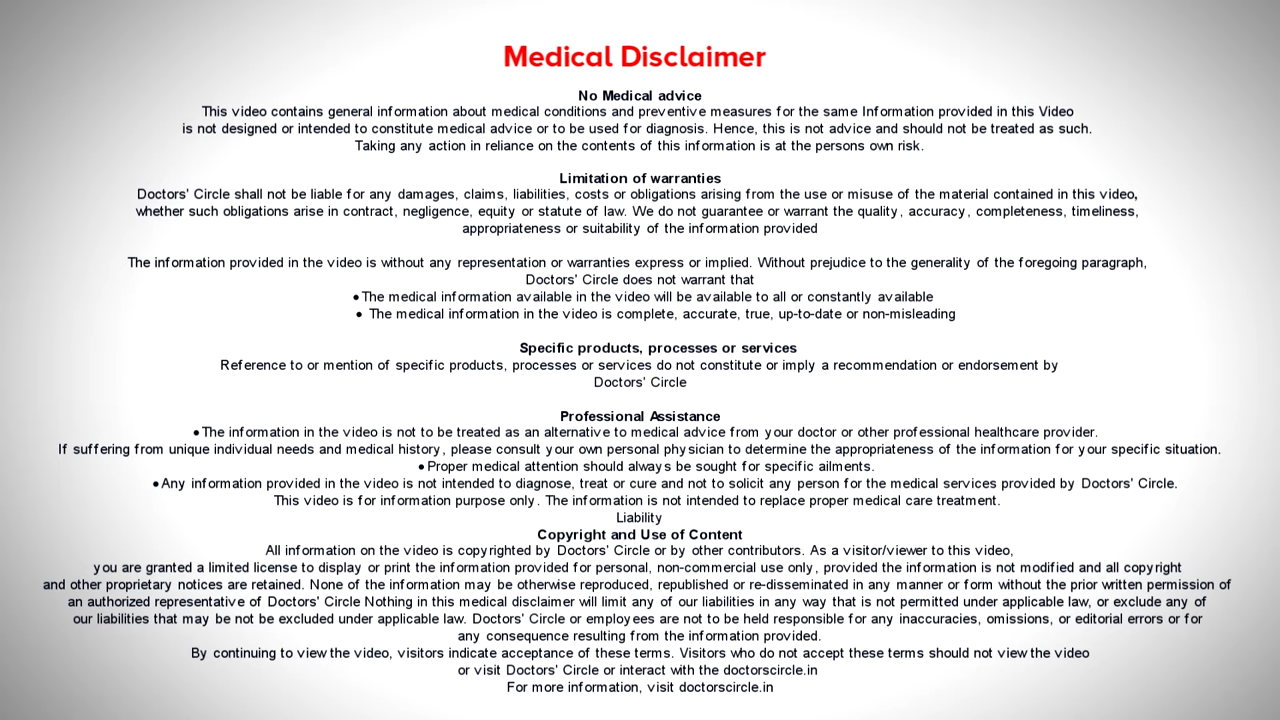 Medical Disclaimer
No Medical advice
This video contains general information about medical conditions and preventive measures for the same Information provided in this Video
is not designed or intended to constitute medical advice or to be used for diagnosis. Hence, this is not advice and should not be treated as such.
Taking any action in reliance on the contents of this information is at the persons own risk.
Limitation of warranties
Doctors' Circle shall not be liable for any damages, claims, liabilities, costs or obligations arising from the use or misuse of the material contained in this video,
whether such obligations arise in contract, negligence, equity or statute of law. We do not guarantee or warrant the quality, accuracy, completeness, timeliness,
appropriateness or suitability of the information provided
The information provided in the video is without any representation or warranties express or implied. Without prejudice to the generality of the foregoing paragraph,
Doctors' Circle does not warrant that
•The medical information available in the video will be available to all or constantly available
• The medical information in the video is complete, accurate, true, up-to-date or non-misleading
Specific products, processes or services
Reference to or mention of specific products, processes or services do not constitute or imply a recommendation or endorsement by
Doctors' Circle
Professional Assistance
•The information in the video is not to be treated as an alternative to medical advice from your doctor or other professional healthcare provider.
If suffering from unique individual needs and medical history, please consult your own personal physician to determine the appropriateness of the information for your specific situation.
•Proper medical attention should always be sought for specific ailments.
•Any information provided in the video is not intended to diagnose, treat or cure and not to solicit any person for the medical services provided by Doctors' Circle.
This video is for information purpose only. The information is not intended to replace proper medical care treatment.
Liability
Copyright and Use of Content
All information on the video is copyrighted by Doctors' Circle or by other contributors. As a visitor/viewer to this video,
you are granted a limited license to display or print the information provided for personal, non-commercial use only, provided the information is not modified and all copyright
and other proprietary notices are retained. None of the information may be otherwise reproduced, republished or re-disseminated in any manner or form without the prior written permission of
an authorized representative of Doctors' Circle Nothing in this medical disclaimer will limit any of our liabilities in any way that is not permitted under applicable law, or exclude any of
our liabilities that may be not be excluded under applicable law. Doctors' Circle or employees are not to be held responsible for any inaccuracies, omissions, or editorial errors or for
any consequence resulting from the information provided.
By continuing to view the video, visitors indicate acceptance of these terms. Visitors who do not accept these terms should not view the video
or visit Doctors' Circle or interact with the doctorscircle.in
For more information, visit doctorscircle.in